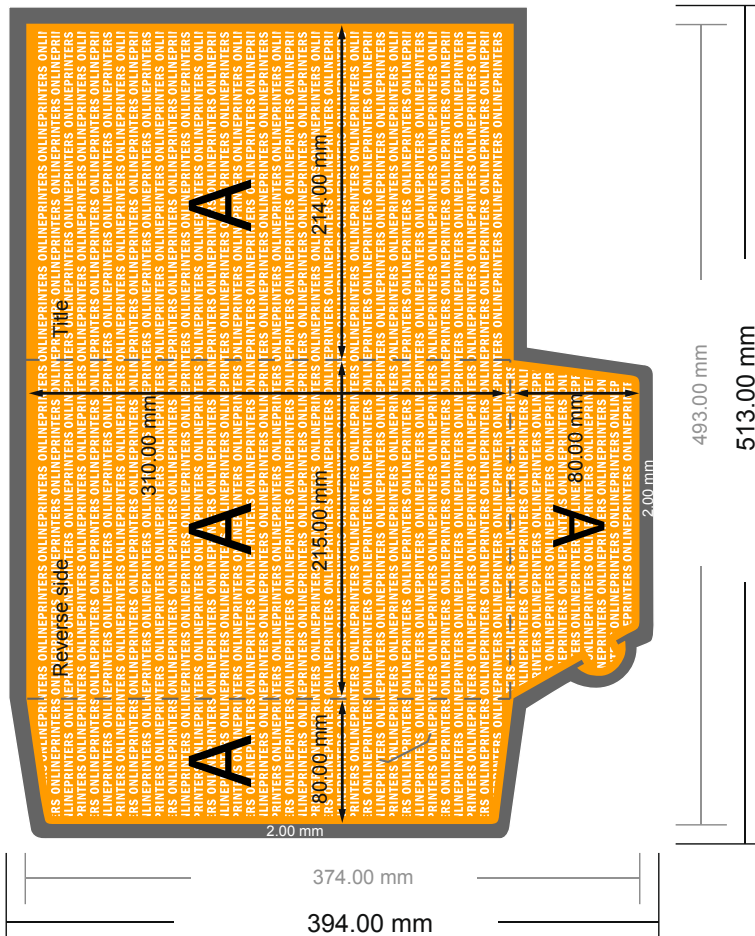 ONLINEPRINTERS ONLINEPRINTERS ONLINEPRINTERS
A
214.00 mm
Title
310.00 mm
80.00 mm
493.00 mm
513.00 mm
A
215.00 mm
A
2.00 mm
Reverse side
A
80.00 mm
2.00 mm
374.00 mm
394.00 mm